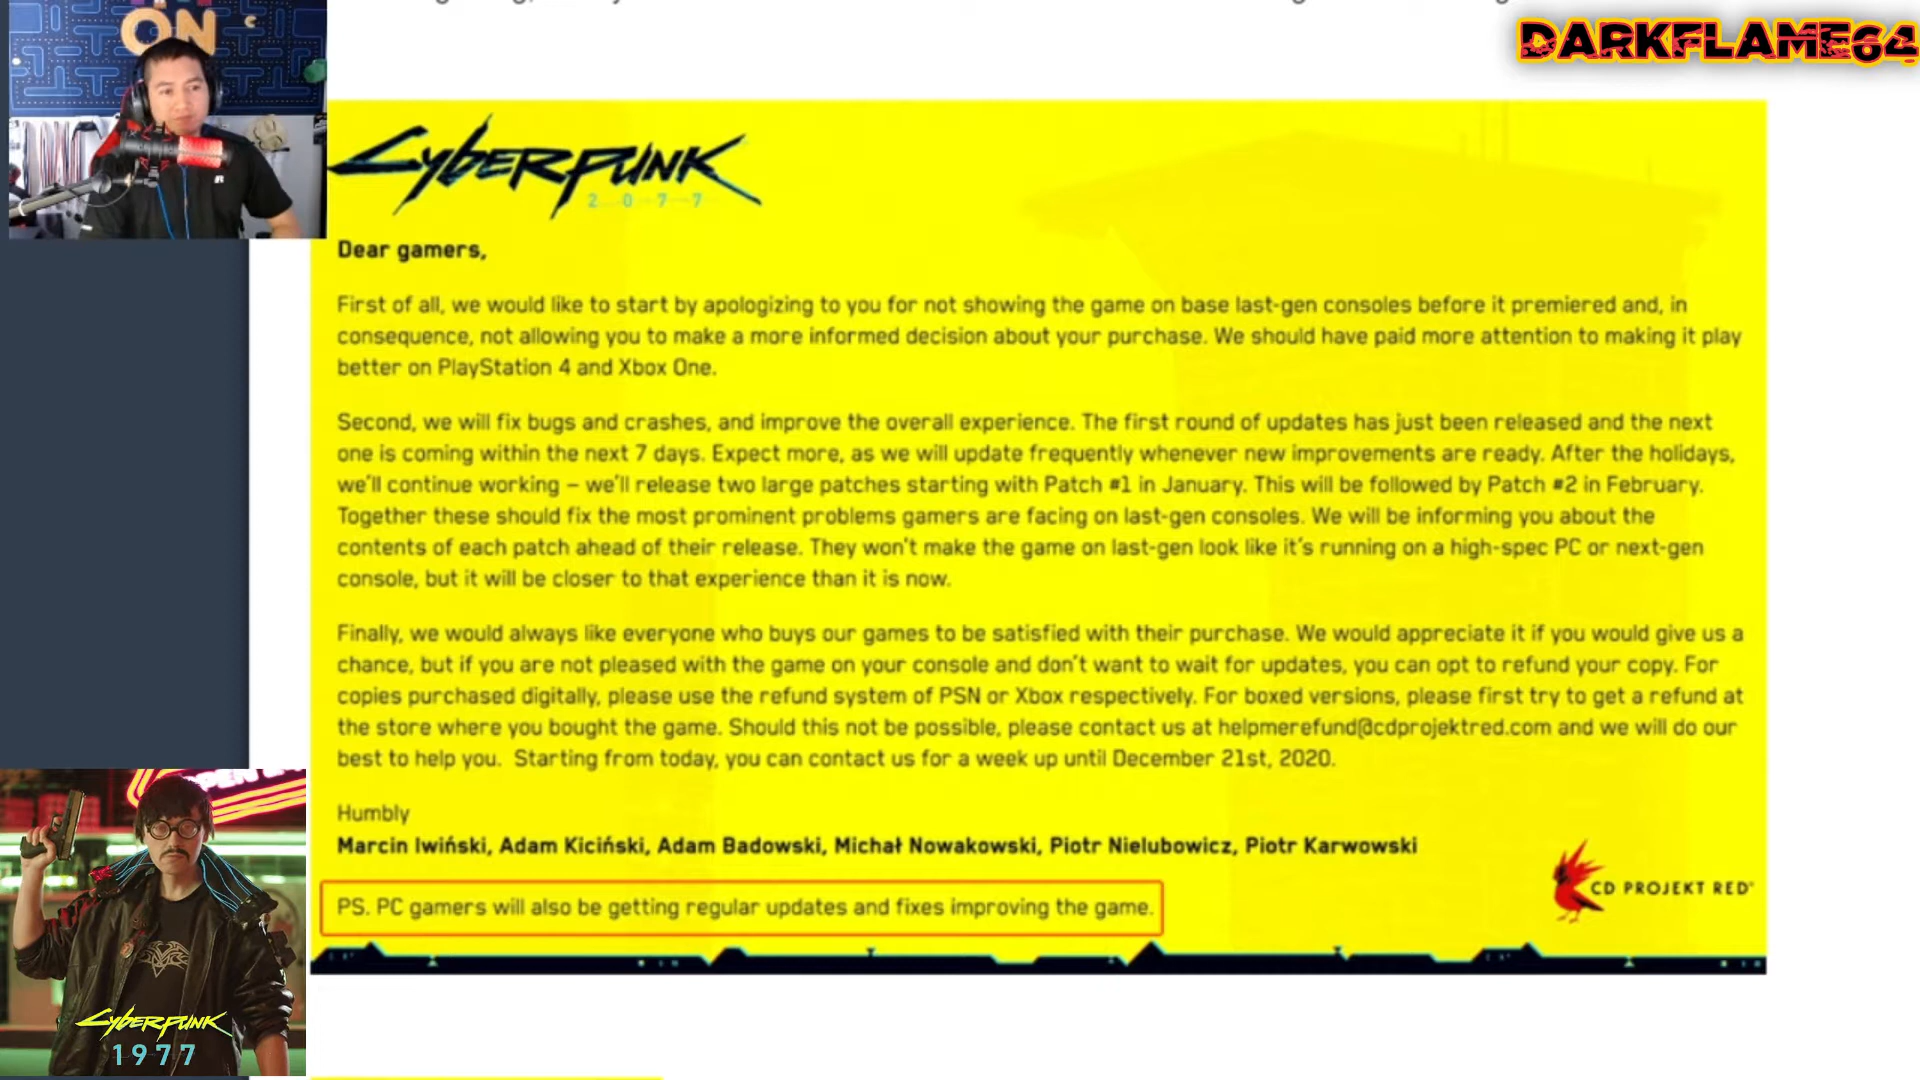 ON
DARKFLAME64
CYBERPUNK
2077
Dear gamers,
First of all, we would like to start by apologizing to you for not showing the game on base last-gen consoles before it premiered and, in
consequence, not allowing you to make a more informed decision about your purchase. We should have paid more attention to making it play
better on PlayStation 4 and Xbox One.
Second, we will fix bugs and crashes, and improve the overall experience. The first round of updates has just been released and the next
one is coming within the next 7 days. Expect more, as we will update frequently whenever new improvements are ready. After the holidays,
we'll continue working – we'll release two large patches starting with Patch #1 in January. This will be followed by Patch #2 in February.
Together these should fix the most prominent problems gamers are facing on last-gen consoles. We will be informing you about the
contents of each patch ahead of their release. They won't make the game on last-gen look like it's running on a high-spec PC or next-gen
console, but it will be closer to that experience than it is now.
Finally, we would always like everyone who buys our games to be satisfied with their purchase. We would appreciate it if you would give us a
chance, but if you are not pleased with the game on your console and don't want to wait for updates, you can opt to refund your copy. For
copies purchased digitally, please use the refund system of PSN or Xbox respectively. For boxed versions, please first try to get a refund at
the store where you bought the game. Should this not be possible, please contact us at helpmerefund@cdprojektred.com and we will do our
best to help you. Starting from today, you can contact us for a week up until December 21st, 2020.
Humbly
Marcin Iwiński, Adam Kiciński, Adam Badowski, Michał Nowakowski, Piotr Nielubowicz, Piotr Karwowski
CD PROJEKT RED
PS. PC gamers will also be getting regular updates and fixes improving the game.
CYBERPUNK
1977